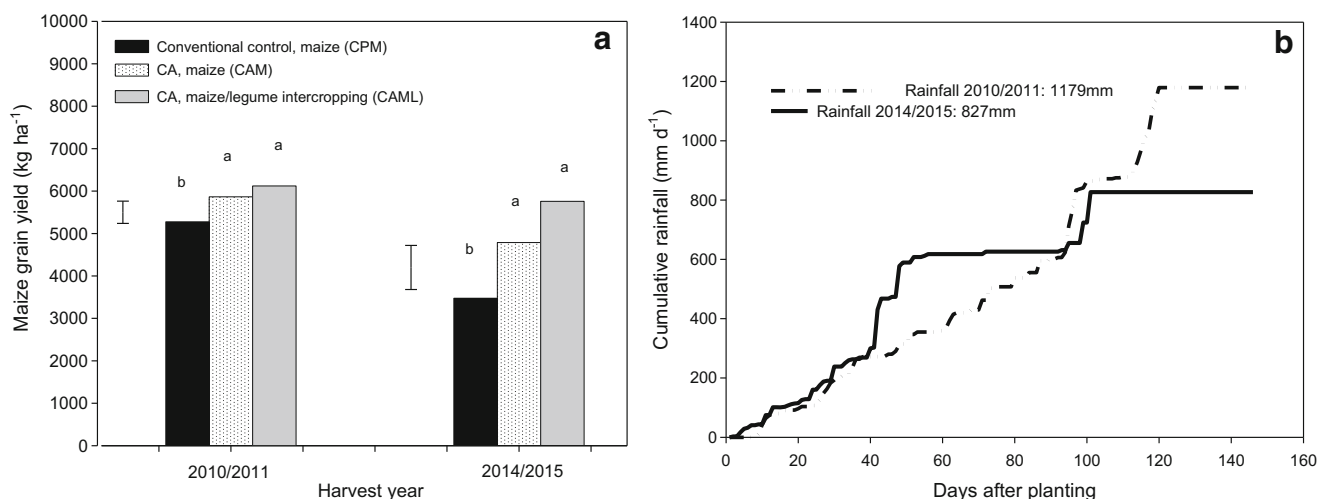 a
Maize grain yield (kg ha⁻¹)
10000
9000
8000
7000
6000
5000
4000
3000
2000
1000
0
Conventional control, maize (CPM)
CA, maize (CAM)
CA, maize/legume intercropping (CAML)
b
a
a
b
a
a
2010/2011
2014/2015
Harvest year
b
Cumulative rainfall (mm d⁻¹)
1400
1200
1000
800
600
400
200
0
Rainfall 2010/2011: 1179mm
Rainfall 2014/2015: 827mm
0 20 40 60 80 100 120 140 160
Days after planting